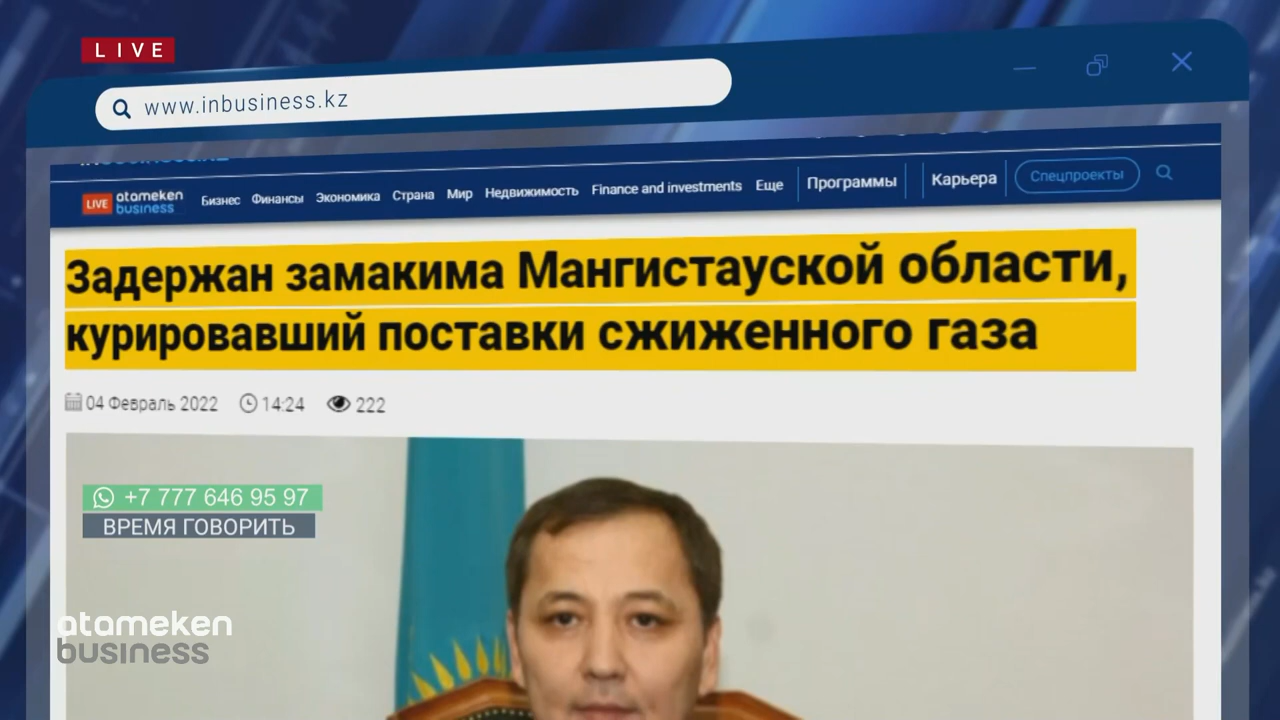 LIVE
www.inbusiness.kz
LIVE atameken business Бизнес Финансы Экономика Страна Мир Недвижимость Finance and investments Еще Программы Карьера Спецпроекты
Задержан замакима Мангистауской области,
курировавший поставки сжиженного газа
04 Февраль 2022 14:24 222
+7 777 646 95 97
ВРЕМЯ ГОВОРИТЬ
atameken
business